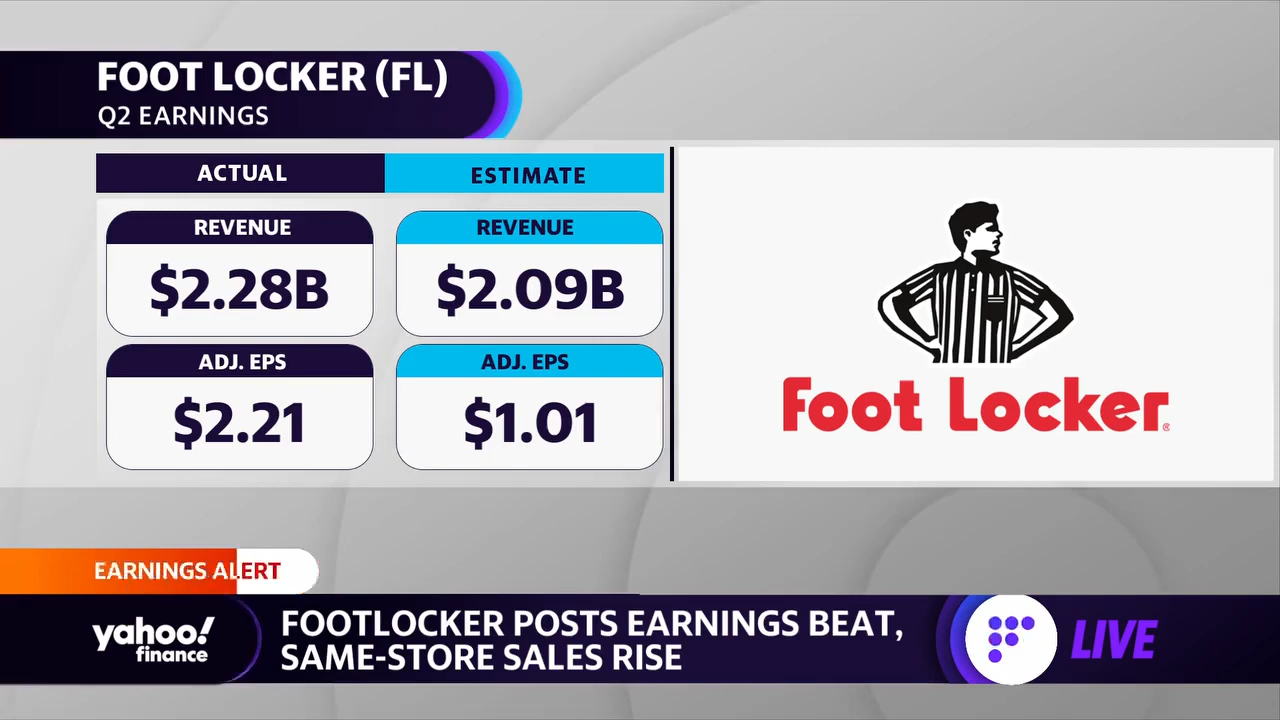 FOOT LOCKER (FL)
Q2 EARNINGS
ACTUAL
ESTIMATE
REVENUE
REVENUE
$2.28B
$2.09B
ADJ. EPS
ADJ. EPS
$2.21
$1.01
Foot Locker®
EARNINGS ALERT
yahoo!
finance
FOOTLOCKER POSTS EARNINGS BEAT,
SAME-STORE SALES RISE
LIVE